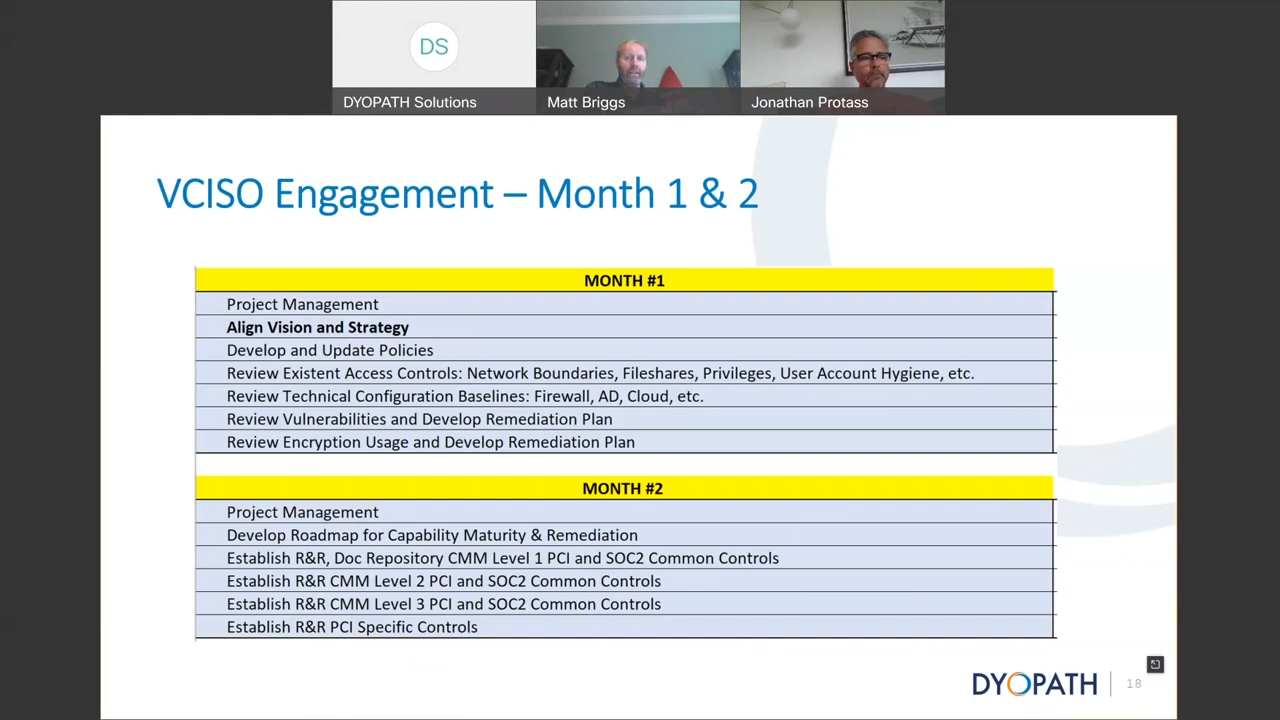 DS
DYOPATH Solutions
Matt Briggs
Jonathan Protass
VCISO Engagement – Month 1 & 2
MONTH #1
Project Management
Align Vision and Strategy
Develop and Update Policies
Review Existent Access Controls: Network Boundaries, Fileshares, Privileges, User Account Hygiene, etc.
Review Technical Configuration Baselines: Firewall, AD, Cloud, etc.
Review Vulnerabilities and Develop Remediation Plan
Review Encryption Usage and Develop Remediation Plan
MONTH #2
Project Management
Develop Roadmap for Capability Maturity & Remediation
Establish R&R, Doc Repository CMM Level 1 PCI and SOC2 Common Controls
Establish R&R CMM Level 2 PCI and SOC2 Common Controls
Establish R&R CMM Level 3 PCI and SOC2 Common Controls
Establish R&R PCI Specific Controls
DYOPATH
18